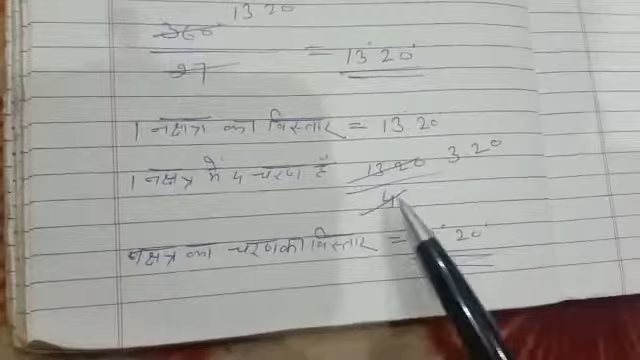 13 20
360
27 = 13° 20'
1 नक्षत्र का विस्तार = 13 20
1 नक्षत्र में 4 चरण हैं 13 20 3 20
4
नक्षत्र का चरण का विस्तार = ° 20'